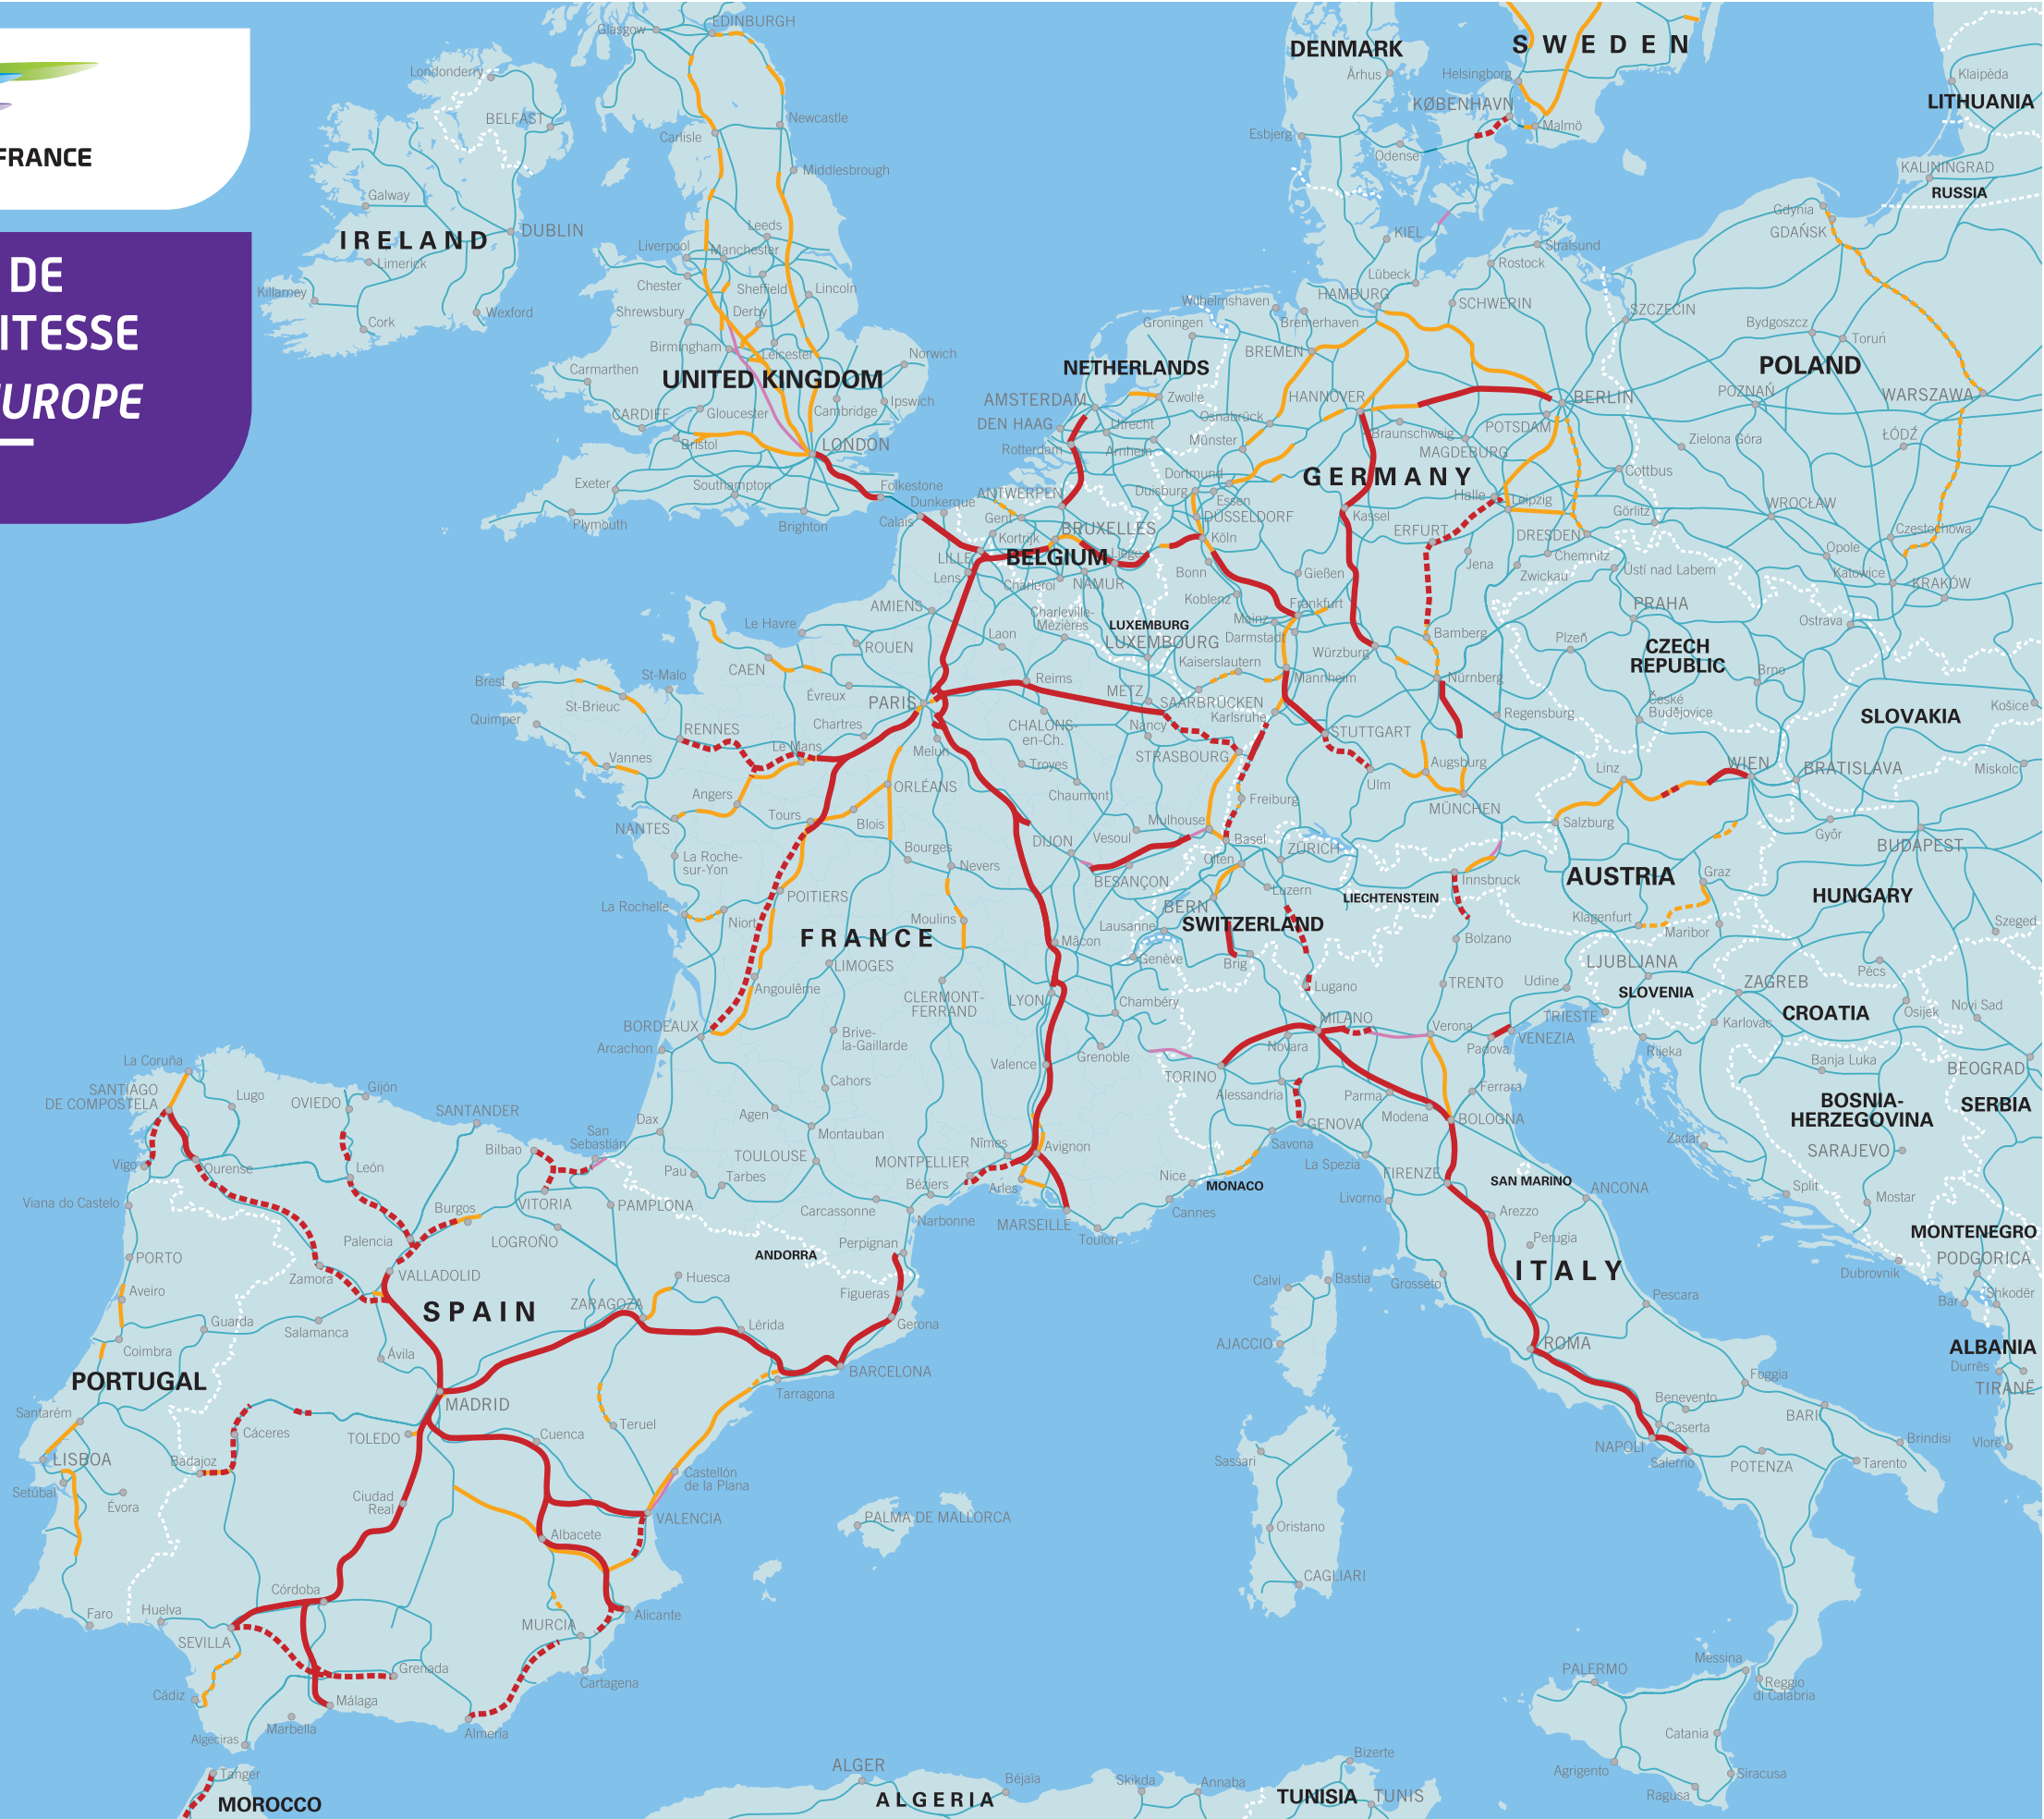 FRANCE
DE
ITESSE
UROPE
EDINBURGH
Glasgow
Londonderry
BELFAST
Carlisle
Newcastle
Middlesbrough
Galway
IRELAND
DUBLIN
Limerick
Killarney
Cork
Wexford
Leeds
Liverpool
Manchester
Chester
Sheffield
Lincoln
Shrewsbury
Derby
Birmingham
Leicester
Norwich
Carmarthen
UNITED KINGDOM
CARDIFF
Gloucester
Cambridge
Ipswich
Bristol
LONDON
Exeter
Southampton
Folkestone
Plymouth
Brighton
DENMARK
SWEDEN
Århus
Helsingborg
KØBENHAVN
Malmö
Esbjerg
Odense
Klaipėda
LITHUANIA
KALININGRAD
RUSSIA
Gdynia
GDAŃSK
KIEL
Stralsund
Lübeck
Rostock
HAMBURG
SCHWERIN
SZCZECIN
Wilhelmshaven
Bremerhaven
Groningen
BREMEN
Bydgoszcz
Toruń
POLAND
NETHERLANDS
AMSTERDAM
Zwolle
HANNOVER
BERLIN
POZNAŃ
WARSZAWA
DEN HAAG
Utrecht
Osnabrück
Rotterdam
Arnhem
Münster
Braunschweig
POTSDAM
MAGDEBURG
Zielona Góra
ŁÓDŹ
GERMANY
Dortmund
Duisburg
Essen
DÜSSELDORF
Halle
Leipzig
Cottbus
Kassel
ERFURT
Görlitz
DRESDEN
WROCŁAW
Czestochowa
Dunkerque
Calais
ANTWERPEN
Gent
BRUXELLES
Kortrijk
LILLE
BELGIUM
Liège
Köln
Lens
Charleroi
NAMUR
Bonn
Gießen
Jena
Chemnitz
Zwickau
Ústí nad Labem
Opole
Katowice
KRAKÓW
AMIENS
Charleville-
Mézières
Koblenz
Frankfurt
Mainz
LUXEMBURG
LUXEMBOURG
Darmstadt
Bamberg
PRAHA
Plzeň
CZECH
REPUBLIC
Ostrava
Brno
Le Havre
ROUEN
Laon
CAEN
Évreux
Reims
Kaiserslautern
Würzburg
Mannheim
Nürnberg
METZ
SAARBRÜCKEN
Karlsruhe
České
Budějovice
Regensburg
SLOVAKIA
Košice
Brest
St-Malo
St-Brieuc
Quimper
RENNES
PARIS
Chartres
CHALONS-
en-Ch.
Nancy
STRASBOURG
STUTTGART
Le Mans
Melun
Vannes
Troyes
Augsburg
Ulm
Linz
WIEN
BRATISLAVA
Miskolc
Angers
ORLÉANS
Chaumont
Freiburg
MÜNCHEN
NANTES
Tours
Blois
DIJON
Vesoul
Mulhouse
Basel
Salzburg
Győr
BUDAPEST
La Roche-
sur-Yon
Bourges
Nevers
BESANÇON
Olten
ZÜRICH
POITIERS
Luzern
LIECHTENSTEIN
Innsbruck
AUSTRIA
Graz
HUNGARY
La Rochelle
Niort
Moulins
BERN
Lausanne
SWITZERLAND
Klagenfurt
Maribor
Szeged
FRANCE
Mâcon
Genève
Brig
Bolzano
LJUBLJANA
Pécs
LIMOGES
Angoulême
CLERMONT-
FERRAND
LYON
Chambéry
Lugano
TRENTO
Udine
SLOVENIA
ZAGREB
CROATIA
Osijek
Novi Sad
BORDEAUX
Arcachon
Brive-
la-Gaillarde
Valence
Grenoble
MILANO
Novara
Verona
Padova
VENEZIA
TRIESTE
Karlovac
Rijeka
Banja Luka
BEOGRAD
TORINO
Cahors
Alessandria
Parma
Ferrara
BOSNIA-
HERZEGOVINA
SERBIA
Agen
Modena
BOLOGNA
GENOVA
Dax
Montauban
Nîmes
Avignon
Savona
Zadar
SARAJEVO
TOULOUSE
MONTPELLIER
La Spezia
FIRENZE
Pau
Tarbes
Béziers
Arles
Nice
MONACO
SAN MARINO
ANCONA
Split
Mostar
Carcassonne
Narbonne
MARSEILLE
Toulon
Cannes
Livorno
Arezzo
MONTENEGRO
PODGORICA
Perpignan
ANDORRA
Perugia
ITALY
Dubrovnik
Bar
Shkodër
La Coruña
SANTIAGO
DE COMPOSTELA
Lugo
OVIEDO
Gijón
SANTANDER
Bilbao
San
Sebastián
Vigo
Ourense
León
VITORIA
PAMPLONA
Viana do Castelo
Burgos
LOGROÑO
Palencia
PORTO
Zamora
VALLADOLID
Huesca
Figueras
Calvi
Bastia
Grosseto
Pescara
Aveiro
Guarda
Salamanca
SPAIN
ZARAGOZA
Lérida
Gerona
Coimbra
Ávila
BARCELONA
AJACCIO
ROMA
ALBANIA
Durrës
TIRANË
PORTUGAL
Santarém
MADRID
Tarragona
Foggia
Benevento
BARI
Cáceres
TOLEDO
Cuenca
Teruel
Caserta
NAPOLI
Salerno
Brindisi
Vlorë
LISBOA
Badajoz
Setúbal
Évora
Castellón
de la Plana
Sassari
POTENZA
Tarento
Ciudad
Real
VALENCIA
PALMA DE MALLORCA
Albacete
Oristano
Córdoba
CAGLIARI
Faro
Huelva
SEVILLA
Alicante
MURCIA
Cartagena
Grenada
Cádiz
Málaga
Marbella
Almería
Algeciras
Messina
PALERMO
Reggio
di Calabria
Catania
Agrigento
Siracusa
Ragusa
Tanger
MOROCCO
ALGER
Béjaïa
Skikda
Annaba
Bizerte
ALGERIA
TUNISIA
TUNIS